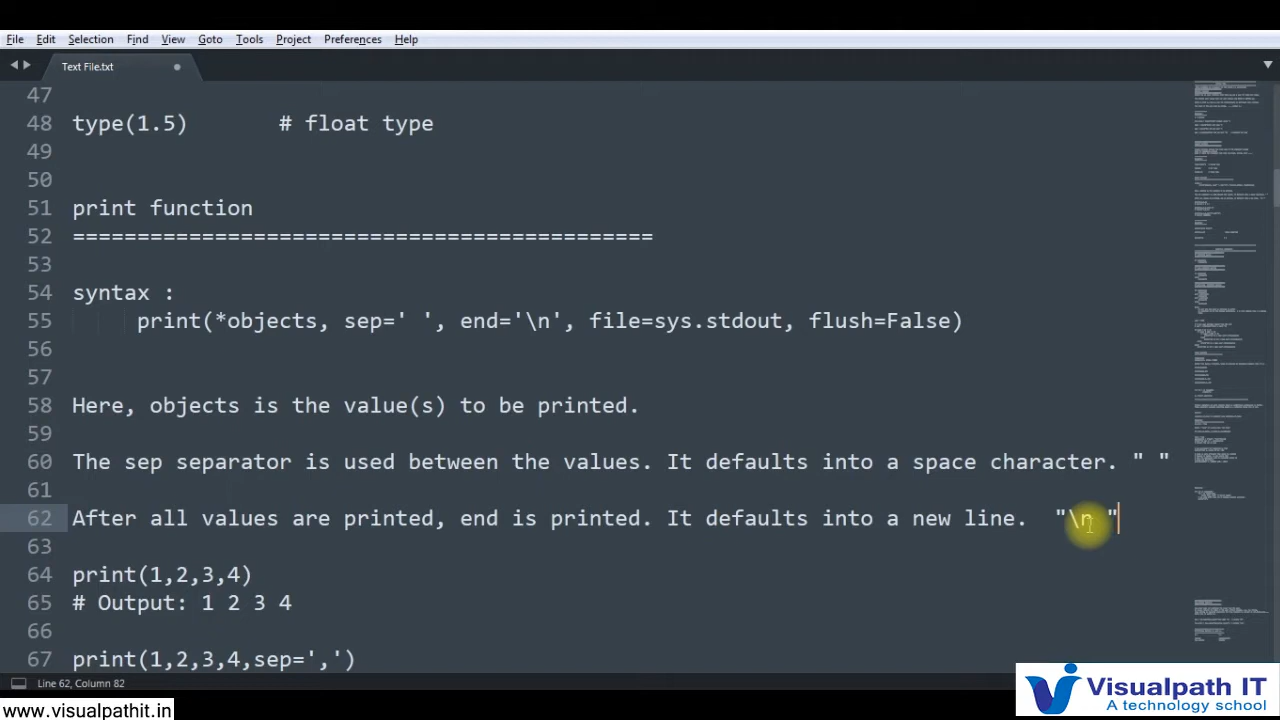 File Edit Selection Find View Goto Tools Project Preferences Help
Text File.txt
47
48 type(1.5) # float type
49
50
51 print function
52 =============================================
53
54 syntax :
55 print(*objects, sep=' ', end='\n', file=sys.stdout, flush=False)
56
57
58 Here, objects is the value(s) to be printed.
59
60 The sep separator is used between the values. It defaults into a space character. " "
61
62 After all values are printed, end is printed. It defaults into a new line. "\n "
63
64 print(1,2,3,4)
65 # Output: 1 2 3 4
66
67 print(1,2,3,4,sep=',')
Line 62, Column 82
Visualpath IT
A technology school
www.visualpathit.in